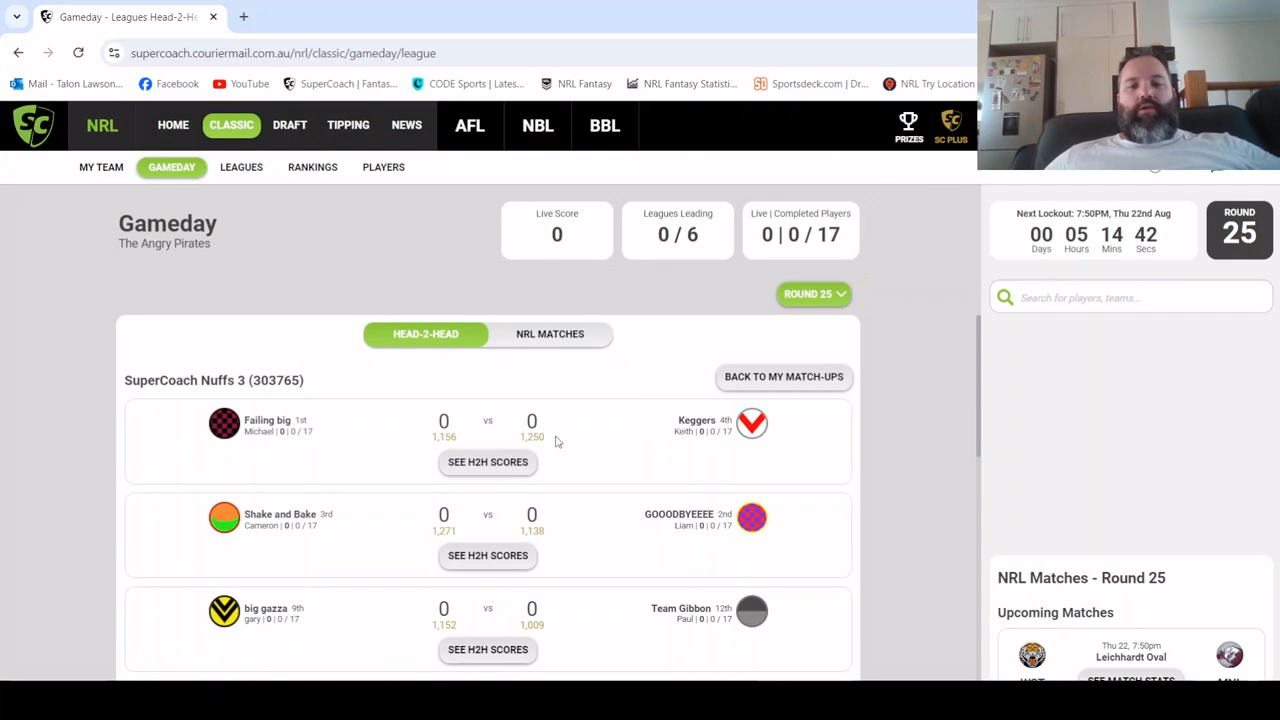 Gameday - Leagues Head-2-He
supercoach.couriermail.com.au/nrl/classic/gameday/league
Mail - Talon Lawson... Facebook YouTube SuperCoach | Fantas... CODE Sports | Lates... NRL Fantasy NRL Fantasy Statisti... Sportsdeck.com | Dr... NRL Try Location
SC NRL HOME CLASSIC DRAFT TIPPING NEWS AFL NBL BBL PRIZES SC PLUS
MY TEAM GAMEDAY LEAGUES RANKINGS PLAYERS
Gameday
The Angry Pirates
Live Score
0
Leagues Leading
0 / 6
Live | Completed Players
0 | 0 / 17
Next Lockout: 7:50PM, Thu 22nd Aug
00 05 14 42
Days Hours Mins Secs
ROUND
25
ROUND 25
Search for players, teams...
HEAD-2-HEAD NRL MATCHES
SuperCoach Nuffs 3 (303765)
BACK TO MY MATCH-UPS
Failing big 1st
Michael | 0 | 0 / 17
0 vs 0
1,156 1,250
Keggers 4th
Keith | 0 | 0 / 17
SEE H2H SCORES
Shake and Bake 3rd
Cameron | 0 | 0 / 17
0 vs 0
1,271 1,138
GOOODBYEEEE 2nd
Liam | 0 | 0 / 17
SEE H2H SCORES
big gazza 9th
gary | 0 | 0 / 17
0 vs 0
1,152 1,009
Team Gibbon 12th
Paul | 0 | 0 / 17
SEE H2H SCORES
NRL Matches - Round 25
Upcoming Matches
Thu 22, 7:50pm
Leichhardt Oval
SEE MATCH STATS